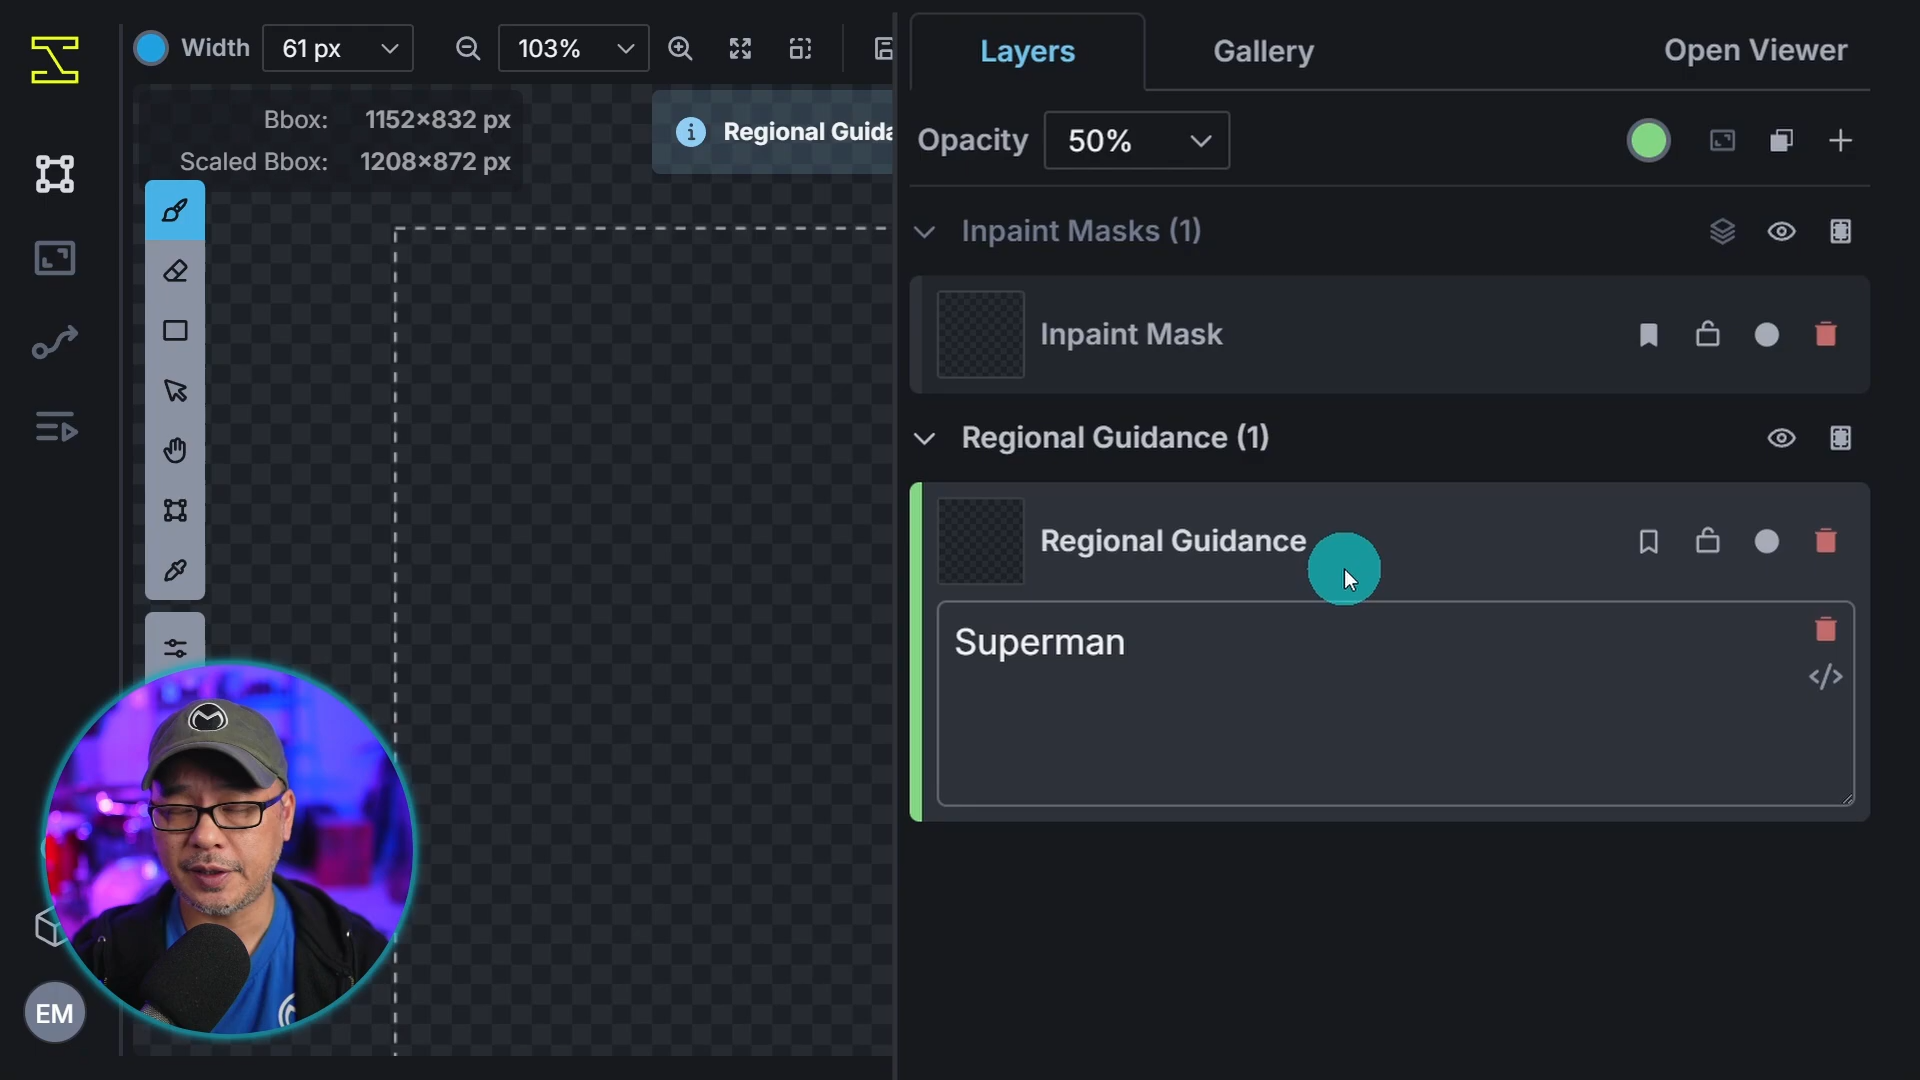 Width 61 px 103%
Bbox: 1152×832 px
Scaled Bbox: 1208×872 px
Regional Guida
Layers Gallery Open Viewer
Opacity 50%
Inpaint Masks (1)
Inpaint Mask
Regional Guidance (1)
Regional Guidance
Superman
EM